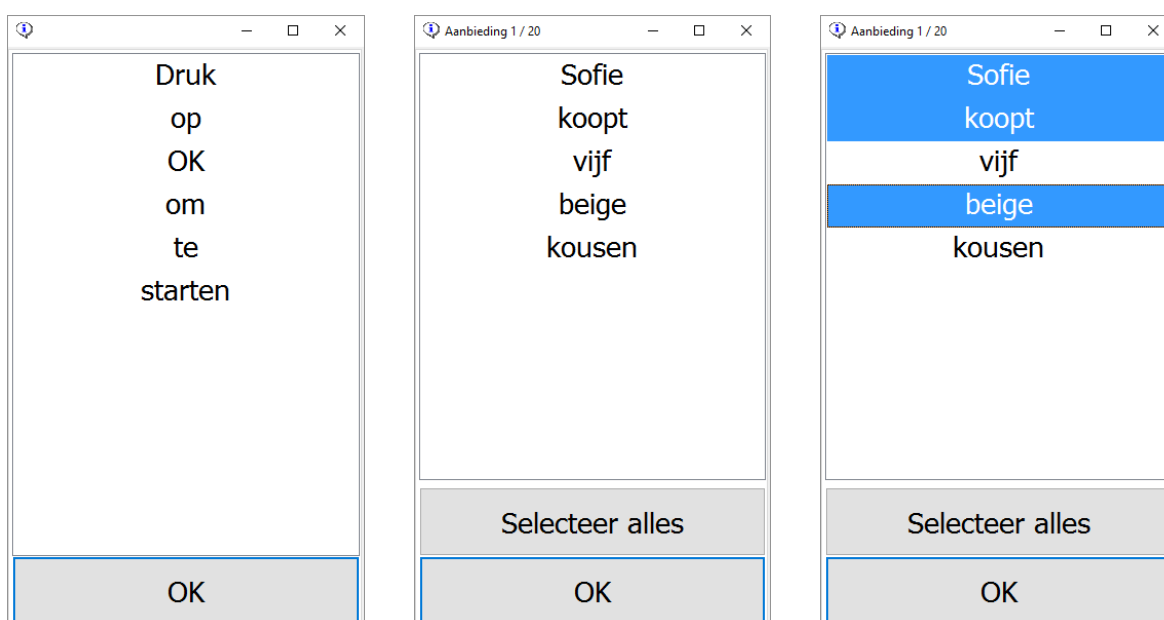 Druk
op
OK
om
te
starten
OK
Aanbieding 1 / 20
Sofie
koopt
vijf
beige
kousen
Selecteer alles
OK
Aanbieding 1 / 20
Sofie
koopt
vijf
beige
kousen
Selecteer alles
OK